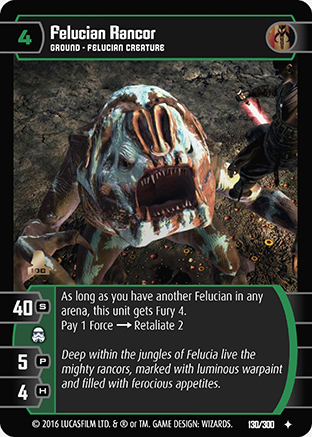 4
Felucian Rancor
GROUND - FELUCIAN CREATURE
40 S
5 P
4 H
As long as you have another Felucian in any
arena, this unit gets Fury 4.
Pay 1 Force → Retaliate 2
Deep within the jungles of Felucia live the
mighty rancors, marked with luminous warpaint
and filled with ferocious appetites.
© 2016 LUCASFILM LTD. & ® or TM. GAME DESIGN: WIZARDS.
130/300